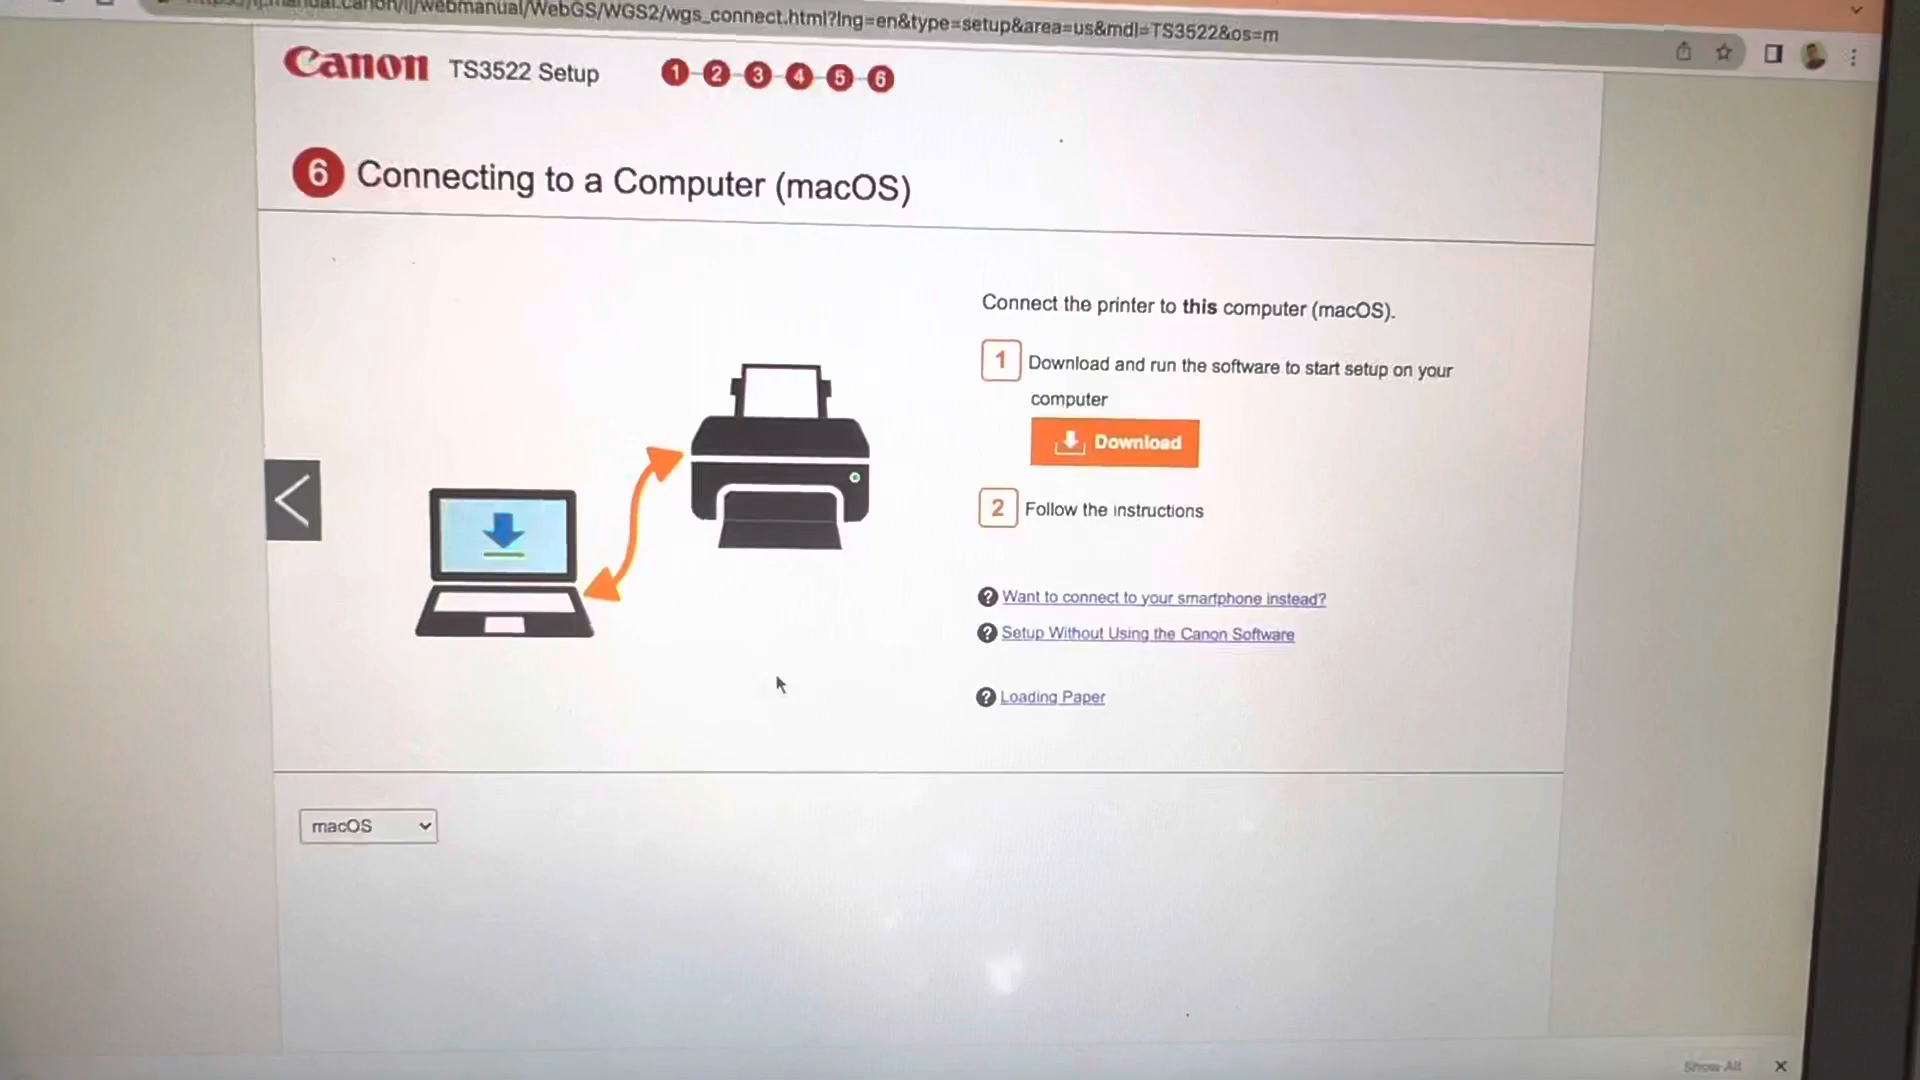 webmanual/WebGS/WGS2/wgs_connect.html?lng=en&type=setup&area=us&mdl=TS3522&os=m
Canon TS3522 Setup 1 2 3 4 5 6
6 Connecting to a Computer (macOS)
Connect the printer to this computer (macOS).
1 Download and run the software to start setup on your
computer
Download
2 Follow the instructions
? Want to connect to your smartphone instead?
? Setup Without Using the Canon Software
? Loading Paper
macOS
Show All